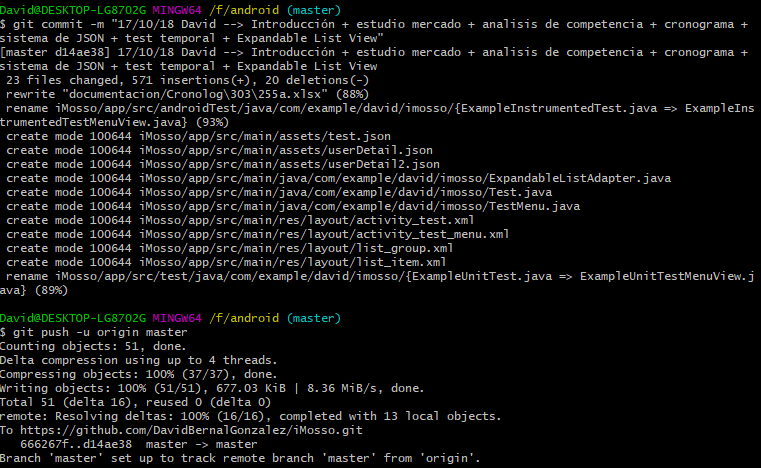 David@DESKTOP-LG87O2G MINGW64 /f/android (master)
$ git commit -m "17/10/18 David --> Introducción + estudio mercado + analisis de competencia + cronograma +
sistema de JSON + test temporal + Expandable List View"
[master d14ae38] 17/10/18 David --> Introducción + estudio mercado + analisis de competencia + cronograma +
sistema de JSON + test temporal + Expandable List View
 23 files changed, 571 insertions(+), 20 deletions(-)
 rewrite "documentacion/Cronolog\303\255a.xlsx" (88%)
 rename iMosso/app/src/androidTest/java/com/example/david/imosso/{ExampleInstrumentedTest.java => ExampleIns
trumentedTestMenuView.java} (93%)
 create mode 100644 iMosso/app/src/main/assets/test.json
 create mode 100644 iMosso/app/src/main/assets/userDetail.json
 create mode 100644 iMosso/app/src/main/assets/userDetail2.json
 create mode 100644 iMosso/app/src/main/java/com/example/david/imosso/ExpandableListAdapter.java
 create mode 100644 iMosso/app/src/main/java/com/example/david/imosso/Test.java
 create mode 100644 iMosso/app/src/main/java/com/example/david/imosso/TestMenu.java
 create mode 100644 iMosso/app/src/main/res/layout/activity_test.xml
 create mode 100644 iMosso/app/src/main/res/layout/activity_test_menu.xml
 create mode 100644 iMosso/app/src/main/res/layout/list_group.xml
 create mode 100644 iMosso/app/src/main/res/layout/list_item.xml
 rename iMosso/app/src/test/java/com/example/david/imosso/{ExampleUnitTest.java => ExampleUnitTestMenuView.j
ava} (89%)
David@DESKTOP-LG87O2G MINGW64 /f/android (master)
$ git push -u origin master
Counting objects: 51, done.
Delta compression using up to 4 threads.
Compressing objects: 100% (37/37), done.
Writing objects: 100% (51/51), 677.03 KiB | 8.36 MiB/s, done.
Total 51 (delta 16), reused 0 (delta 0)
remote: Resolving deltas: 100% (16/16), completed with 13 local objects.
To https://github.com/DavidBernalGonzalez/iMosso.git
   666267f..d14ae38  master -> master
Branch 'master' set up to track remote branch 'master' from 'origin'.